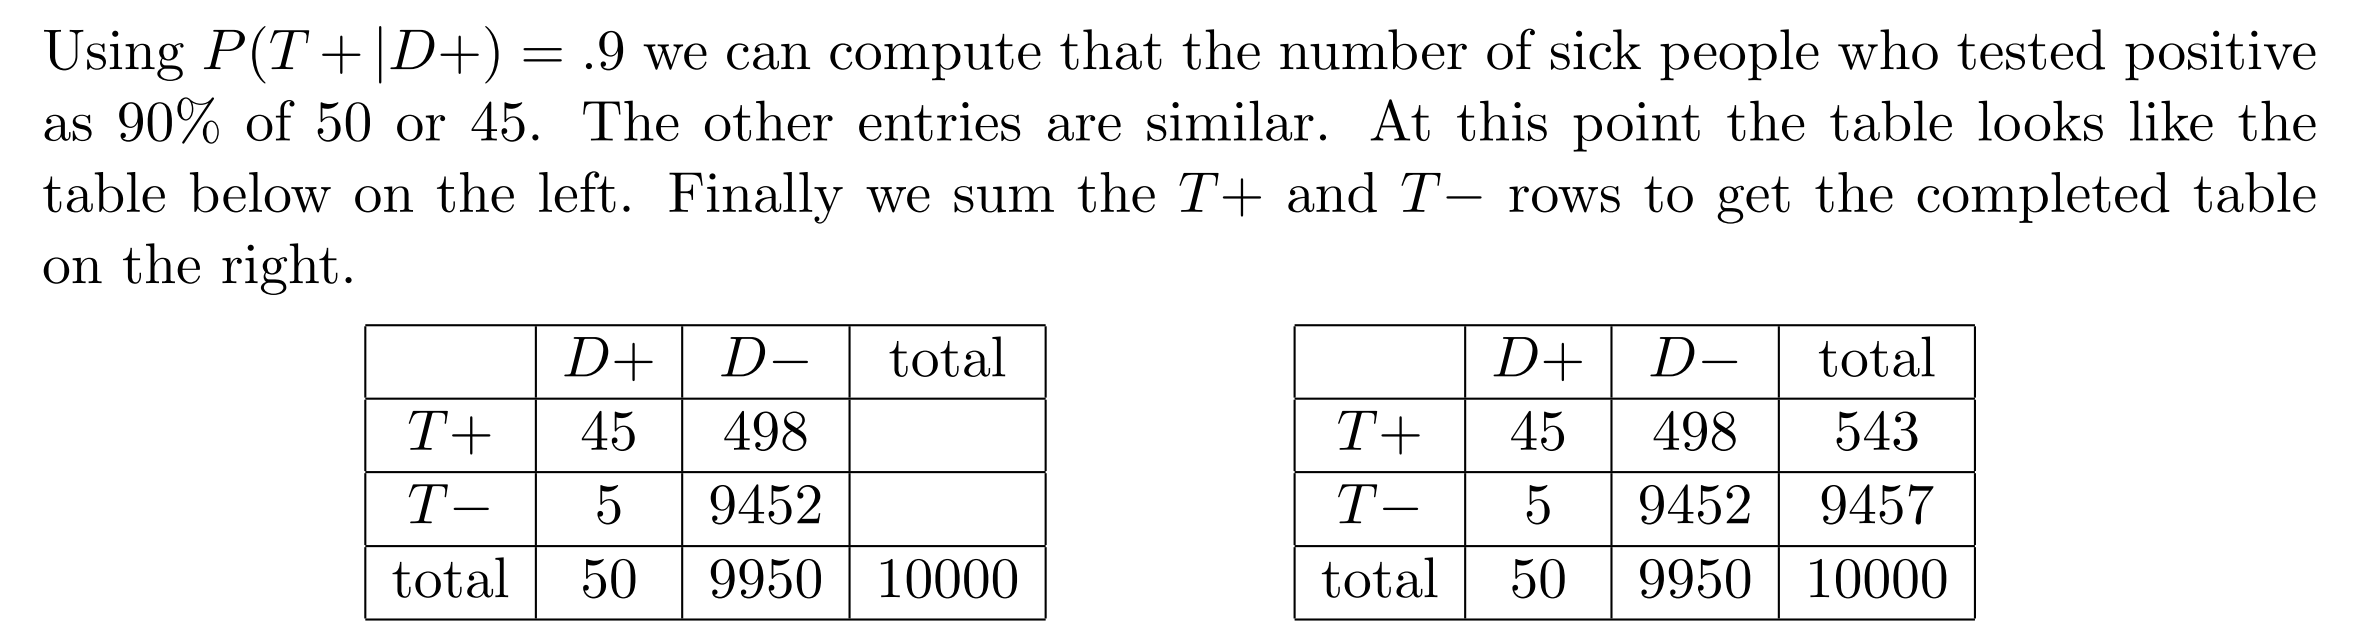 Using P(T+|D+) = .9 we can compute that the number of sick people who tested positive
as 90% of 50 or 45. The other entries are similar. At this point the table looks like the
table below on the left. Finally we sum the T+ and T− rows to get the completed table
on the right.
D+ D− total
T+ 45 498
T− 5 9452
total 50 9950 10000
D+ D− total
T+ 45 498 543
T− 5 9452 9457
total 50 9950 10000